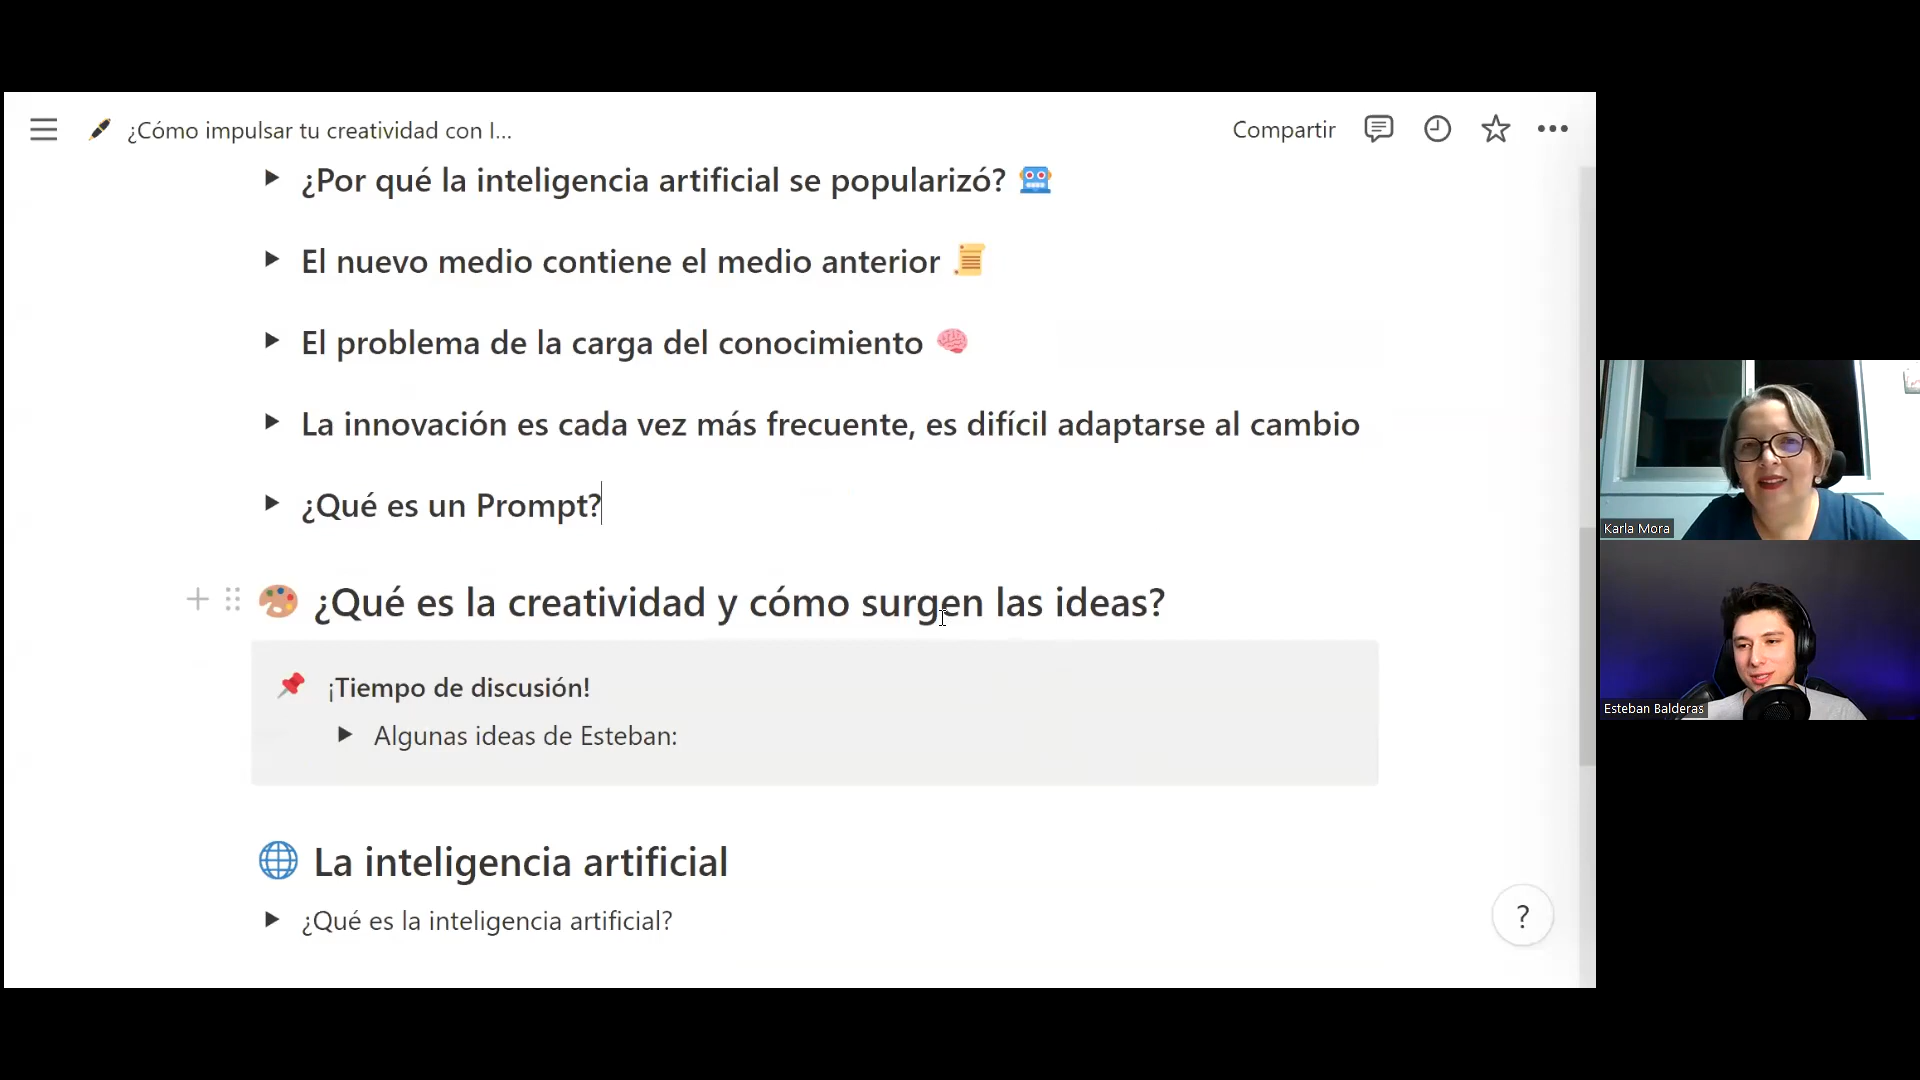 ¿Cómo impulsar tu creatividad con I...
Compartir
¿Por qué la inteligencia artificial se popularizó?
El nuevo medio contiene el medio anterior
El problema de la carga del conocimiento
La innovación es cada vez más frecuente, es difícil adaptarse al cambio
¿Qué es un Prompt?
¿Qué es la creatividad y cómo surgen las ideas?
¡Tiempo de discusión!
Algunas ideas de Esteban:
La inteligencia artificial
¿Qué es la inteligencia artificial?
?
Karla Mora
Esteban Balderas